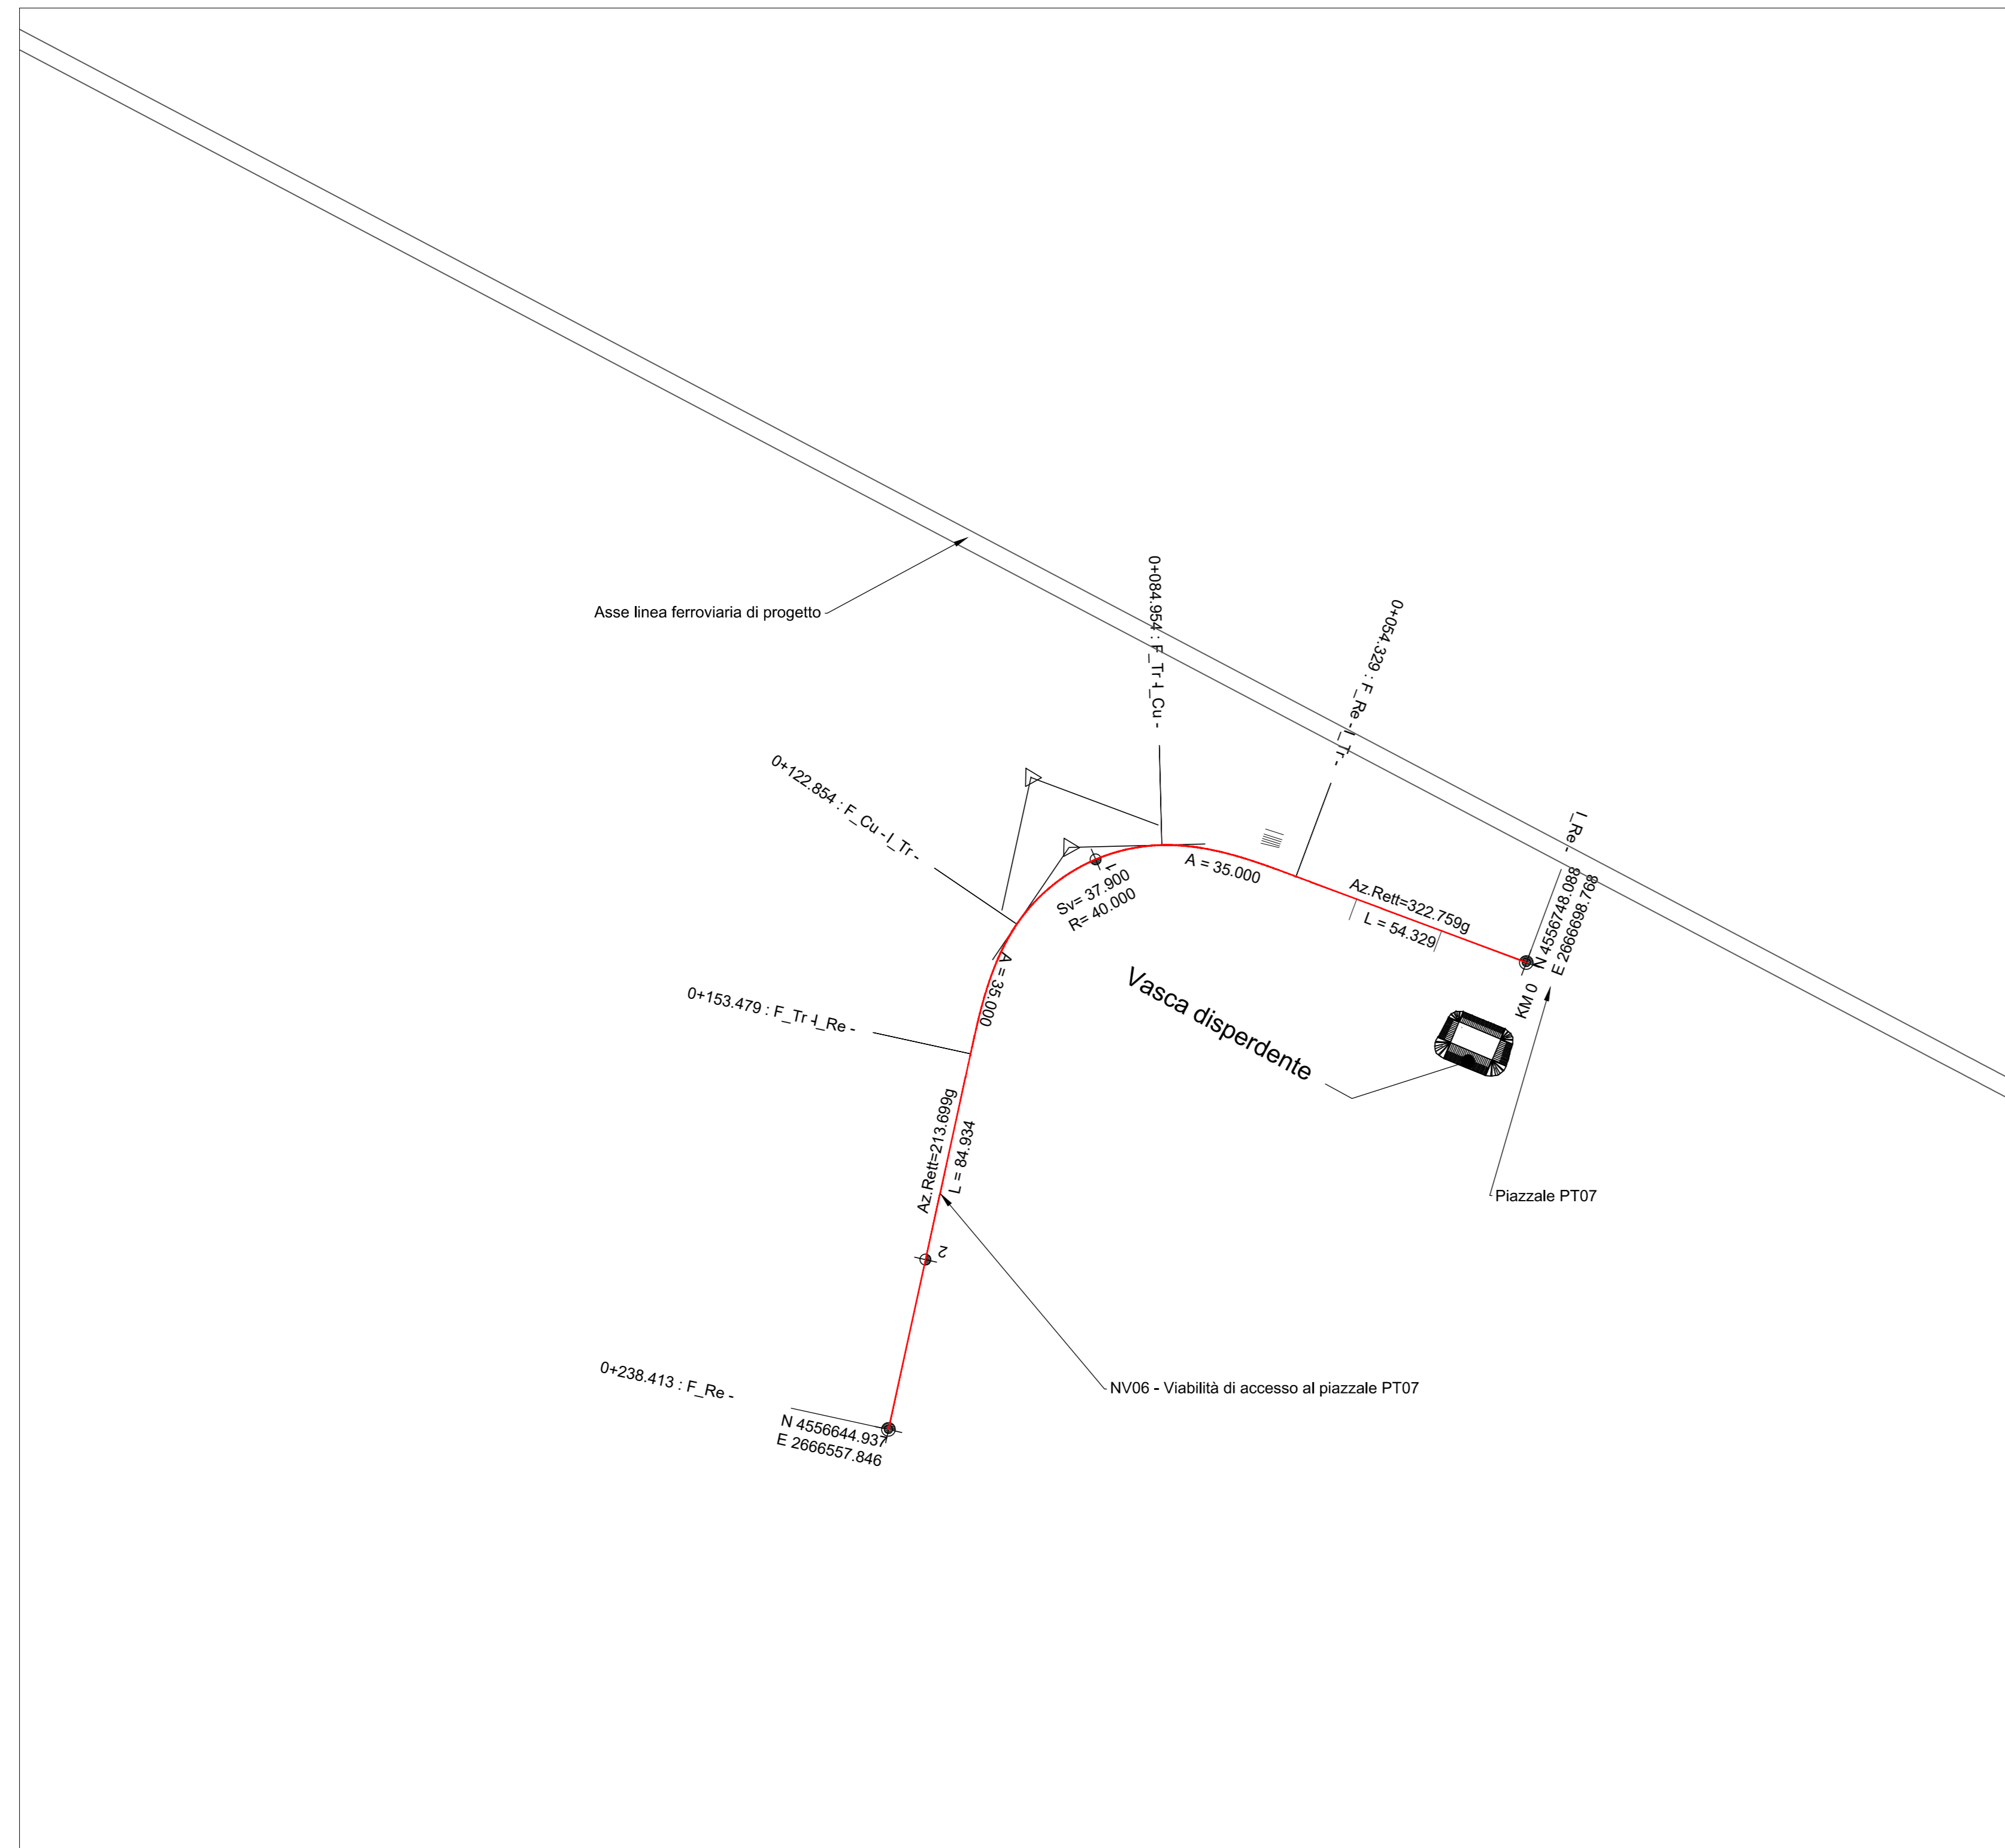 Asse linea ferroviaria di progetto
0+084.954 : F_Tr -I_Cu -
0+054.329 : F_Re - I_Tr -
0+122.854 : F_Cu - I_Tr -
I_Re -
N 4556748.088
E 2666698.768
KM 0
A = 35.000
1
Sv= 37.900
R= 40.000
Az.Rett=322.759g
L = 54.329
A = 35.000
Vasca disperdente
0+153.479 : F_Tr -I_Re -
Az.Rett=213.699g
L = 84.934
Piazzale PT07
2
NV06 - Viabilità di accesso al piazzale PT07
0+238.413 : F_Re -
N 4556644.937
E 2666557.846